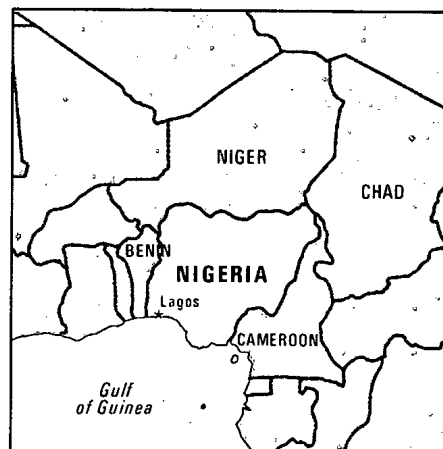 NIGER
CHAD
BENIN
NIGERIA
Lagos
CAMEROON
Gulf
of Guinea